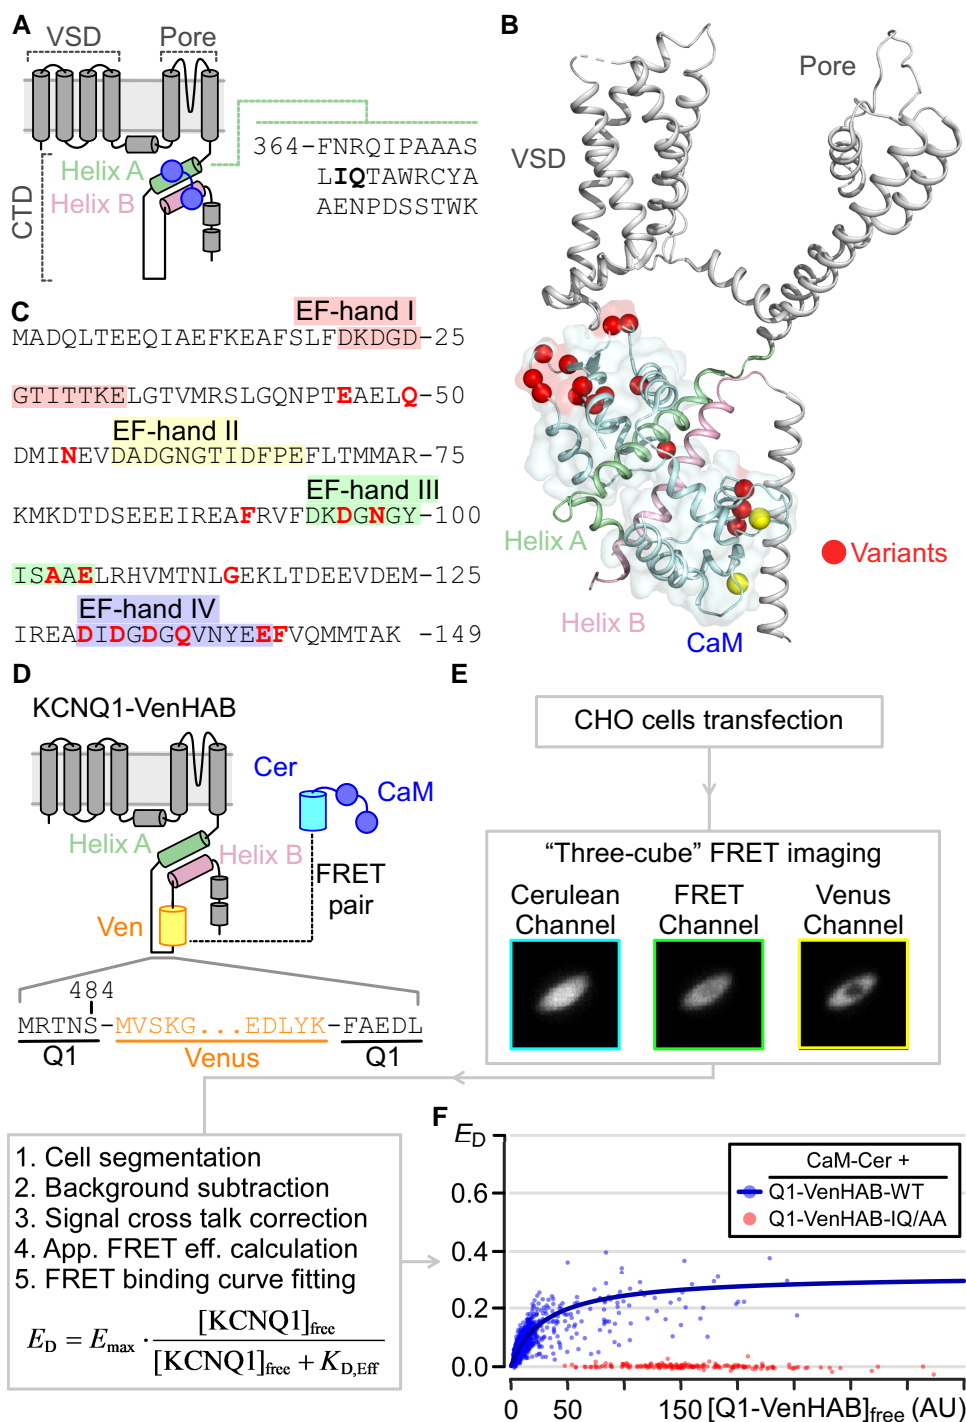 A
VSD
Pore
364-FNRQIPAAAS
LIQTAWRCYA
AENPDSSTWK
Helix A
Helix B
CTD
B
VSD
Pore
Helix A
Helix B
CaM
Variants
C
EF-hand I
MADQLTEEQIAEFKEAFSLFDKDGD-25
GTITTKELGTVMRSLGQNPTEAELQ-50
EF-hand II
DMINEVDADGNGTIDFPEFLTMMAR-75
EF-hand III
KMKDTDSEEEIREAFRVFDKDGNGY-100
ISAAELRHVMTNLGEKLTDEEVDEM-125
EF-hand IV
IREADIDGDGQVNYEEFVQMMTAK -149
D
KCNQ1-VenHAB
Cer
CaM
Helix A
Helix B
FRET
pair
Ven
484
MRTNS-MVSKG...EDLYK-FAEDL
Q1
Venus
Q1
E
CHO cells transfection
“Three-cube” FRET imaging
Cerulean
Channel
FRET
Channel
Venus
Channel
1. Cell segmentation
2. Background subtraction
3. Signal cross talk correction
4. App. FRET eff. calculation
5. FRET binding curve fitting
E_D = E_max · [KCNQ1]_free / ([KCNQ1]_free + K_D,Eff)
F
E_D
0.6
0.4
0.2
0.0
0
50
150
[Q1-VenHAB]_free (AU)
CaM-Cer +
Q1-VenHAB-WT
Q1-VenHAB-IQ/AA